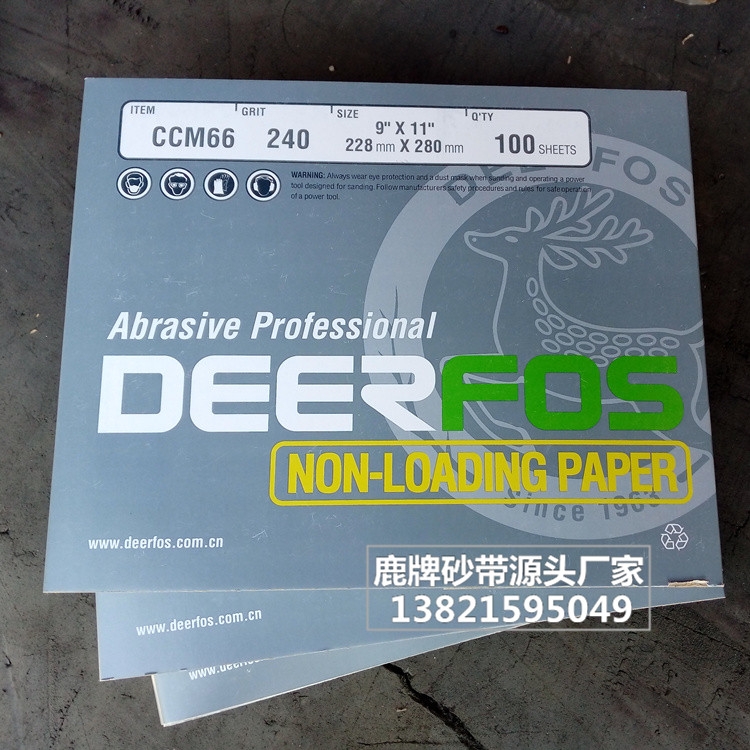 ITEM GRIT SIZE Q'TY
CCM66 240 9" X 11" 228 mm X 280 mm 100 SHEETS
WARNING: Always wear eye protection and a dust mask when sanding and operating a power
tool designed for sanding. Follow manufacturers safety procedures and rules for safe operation
of a power tool.
DEERFOS
Abrasive Professional
DEERFOS
NON-LOADING PAPER
Since 1963
www.deerfos.com.cn
鹿牌砂带源头厂家
13821595049
www.deerfos.com.cn
www.deerfos.c